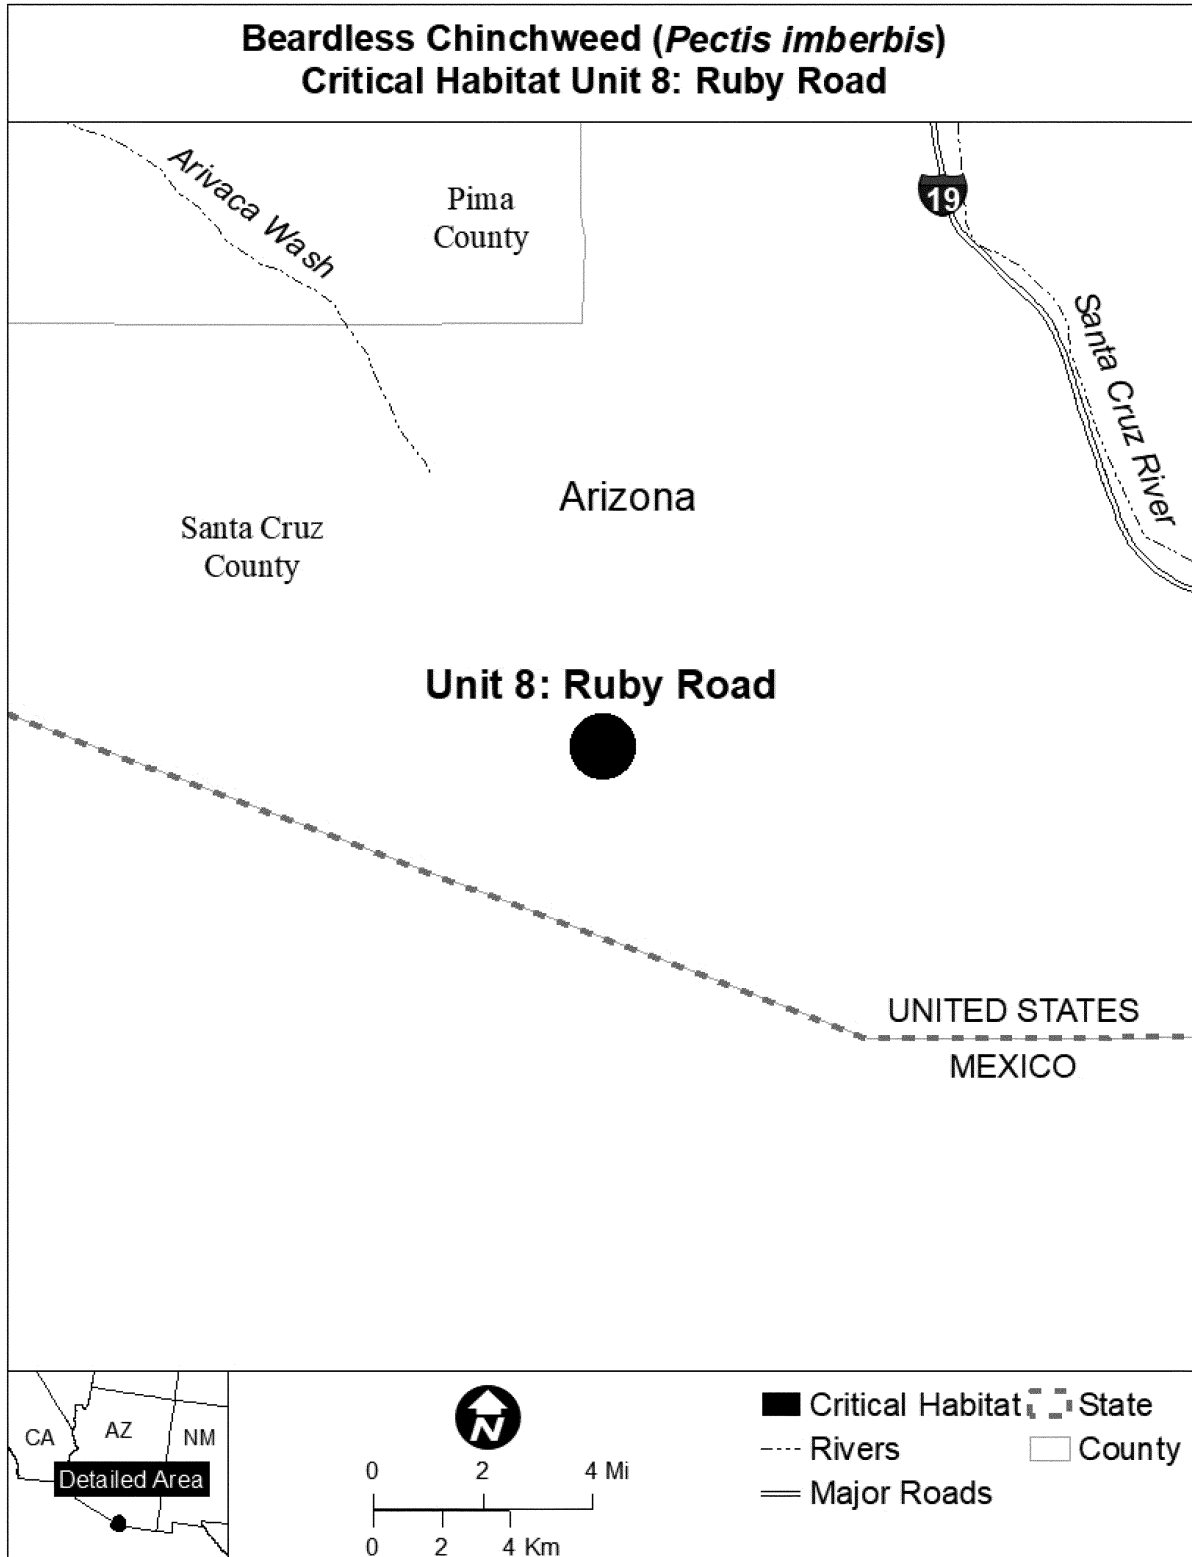 Beardless Chinchweed (Pectis imberbis)
Critical Habitat Unit 8: Ruby Road
Arivaca Wash
Pima
County
19
Santa Cruz River
Arizona
Santa Cruz
County
Unit 8: Ruby Road
UNITED STATES
MEXICO
CA
AZ
NM
Detailed Area
N
0 2 4 Mi
0 2 4 Km
Critical Habitat
State
Rivers
County
Major Roads